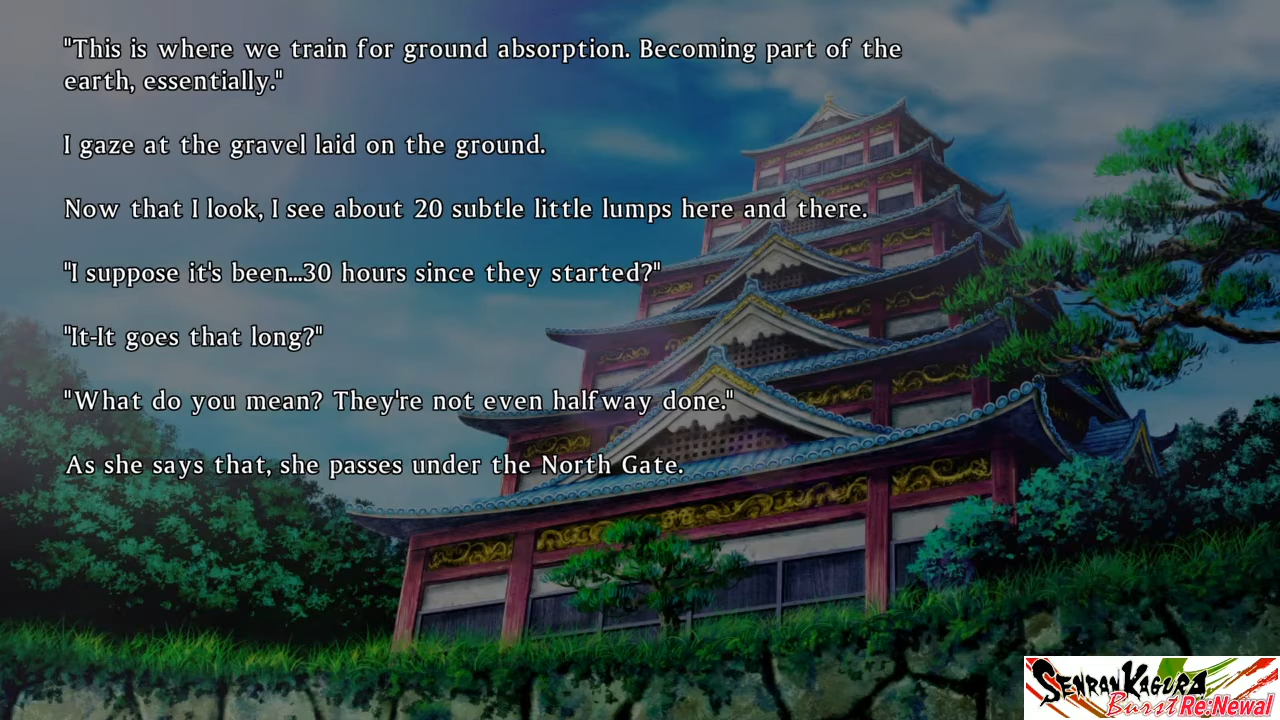 "This is where we train for ground absorption. Becoming part of the
earth, essentially."
I gaze at the gravel laid on the ground.
Now that I look, I see about 20 subtle little lumps here and there.
"I suppose it's been...30 hours since they started?"
"It-It goes that long?"
"What do you mean? They're not even halfway done."
As she says that, she passes under the North Gate.
SENRAN KAGURA
Burst Re:Newal